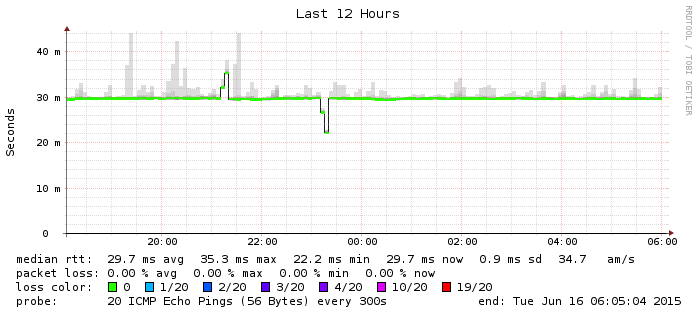 Last 12 Hours
RRDTOOL / TOBI OETIKER
Seconds
40 m
30 m
20 m
10 m
0
20:00 22:00 00:00 02:00 04:00 06:00
median rtt: 29.7 ms avg 35.3 ms max 22.2 ms min 29.7 ms now 0.9 ms sd 34.7 am/s
packet loss: 0.00 % avg 0.00 % max 0.00 % min 0.00 % now
loss color: 0 1/20 2/20 3/20 4/20 10/20 19/20
probe: 20 ICMP Echo Pings (56 Bytes) every 300s end: Tue Jun 16 06:05:04 2015